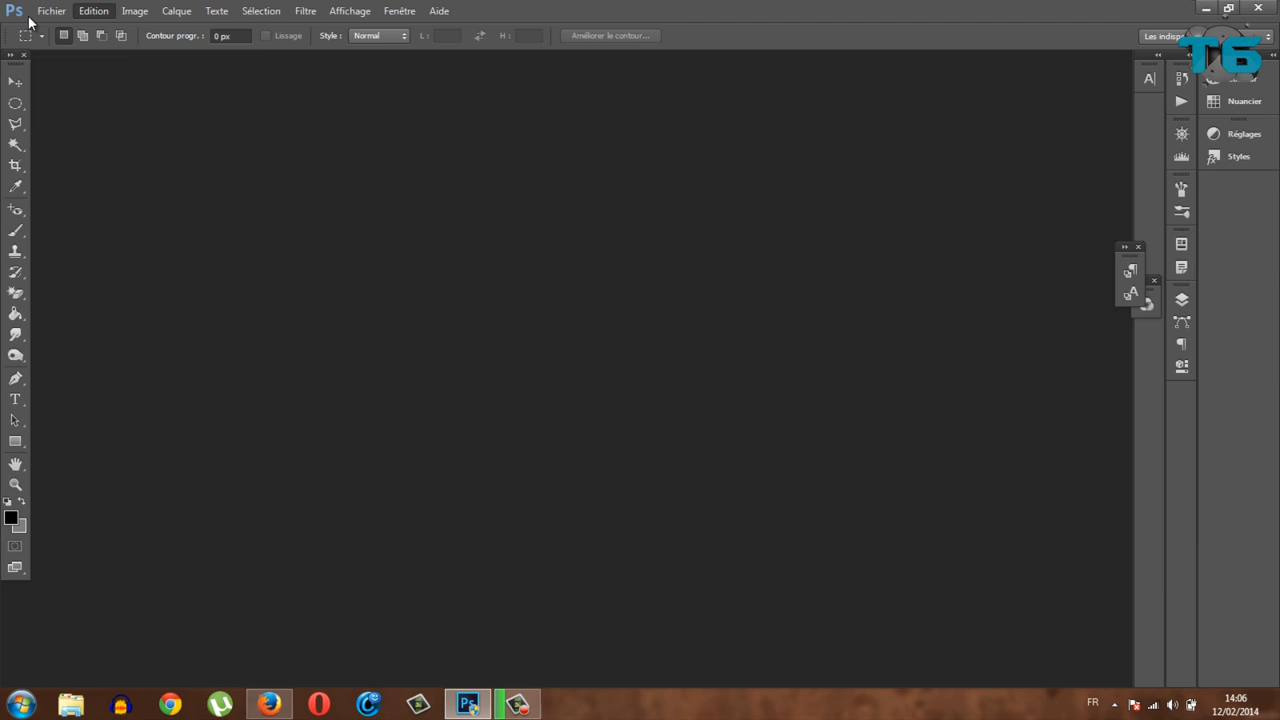 Ps Fichier Edition Image Calque Texte Sélection Filtre Affichage Fenêtre Aide
Contour progr. : 0 px Lissage Style : Normal L : H : Améliorer le contour... Les indisp
T6
A|
Nuancier
Réglages
Styles
T
Ps
FR 14:06
12/02/2014